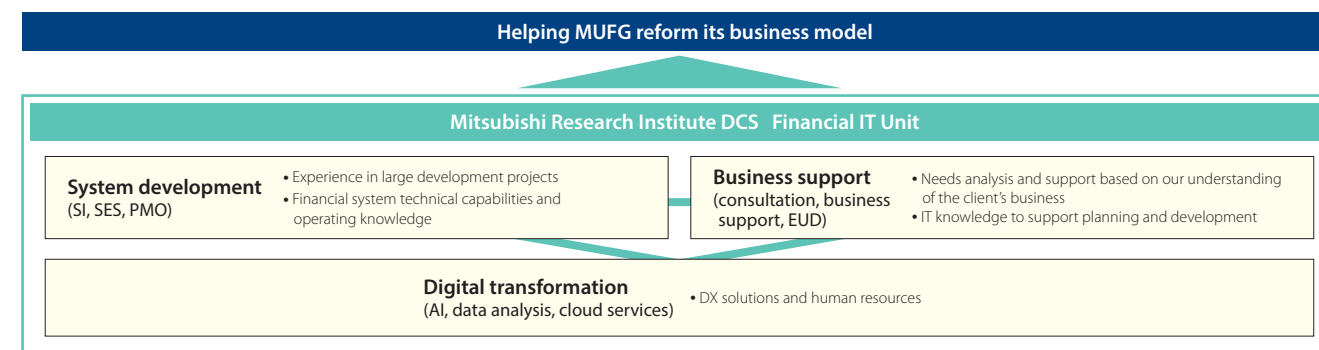 Helping MUFG reform its business model
Mitsubishi Research Institute DCS Financial IT Unit
System development
(SI, SES, PMO)
• Experience in large development projects
• Financial system technical capabilities and
operating knowledge
Business support
(consultation, business
support, EUD)
• Needs analysis and support based on our understanding
of the client’s business
• IT knowledge to support planning and development
Digital transformation
(AI, data analysis, cloud services)
• DX solutions and human resources